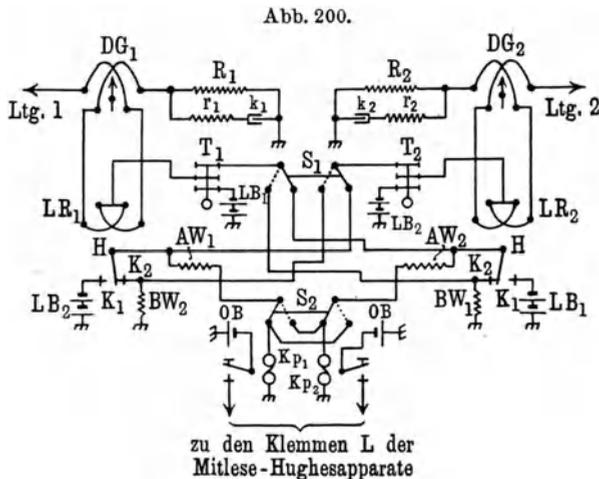 Abb. 200.
DG₁ DG₂
R₁ R₂
r₁ k₁ k₂ r₂
Ltg. 1 Ltg. 2
T₁ S₁ T₂
LB₁ LB₂
LR₁ LR₂
H AW₁ AW₂ H
K₂ K₂
LB₂ K₁ BW₂ S₂ BW₁ K₁ LB₁
OB OB
Kp₁
Kp₂
zu den Klemmen L der
Mitlese-Hughesapparate